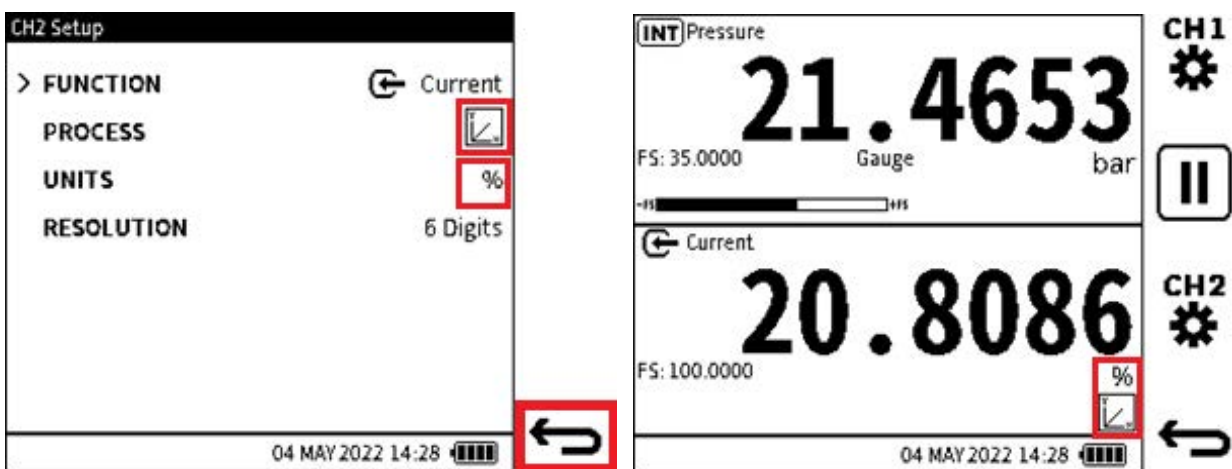 CH2 Setup
> FUNCTION Current
PROCESS
UNITS %
RESOLUTION 6 Digits
04 MAY 2022 14:28
INT Pressure
21.4653
FS: 35.0000 Gauge bar
-FS +FS
Current
20.8086
FS: 100.0000
%
04 MAY 2022 14:28
CH1
CH2